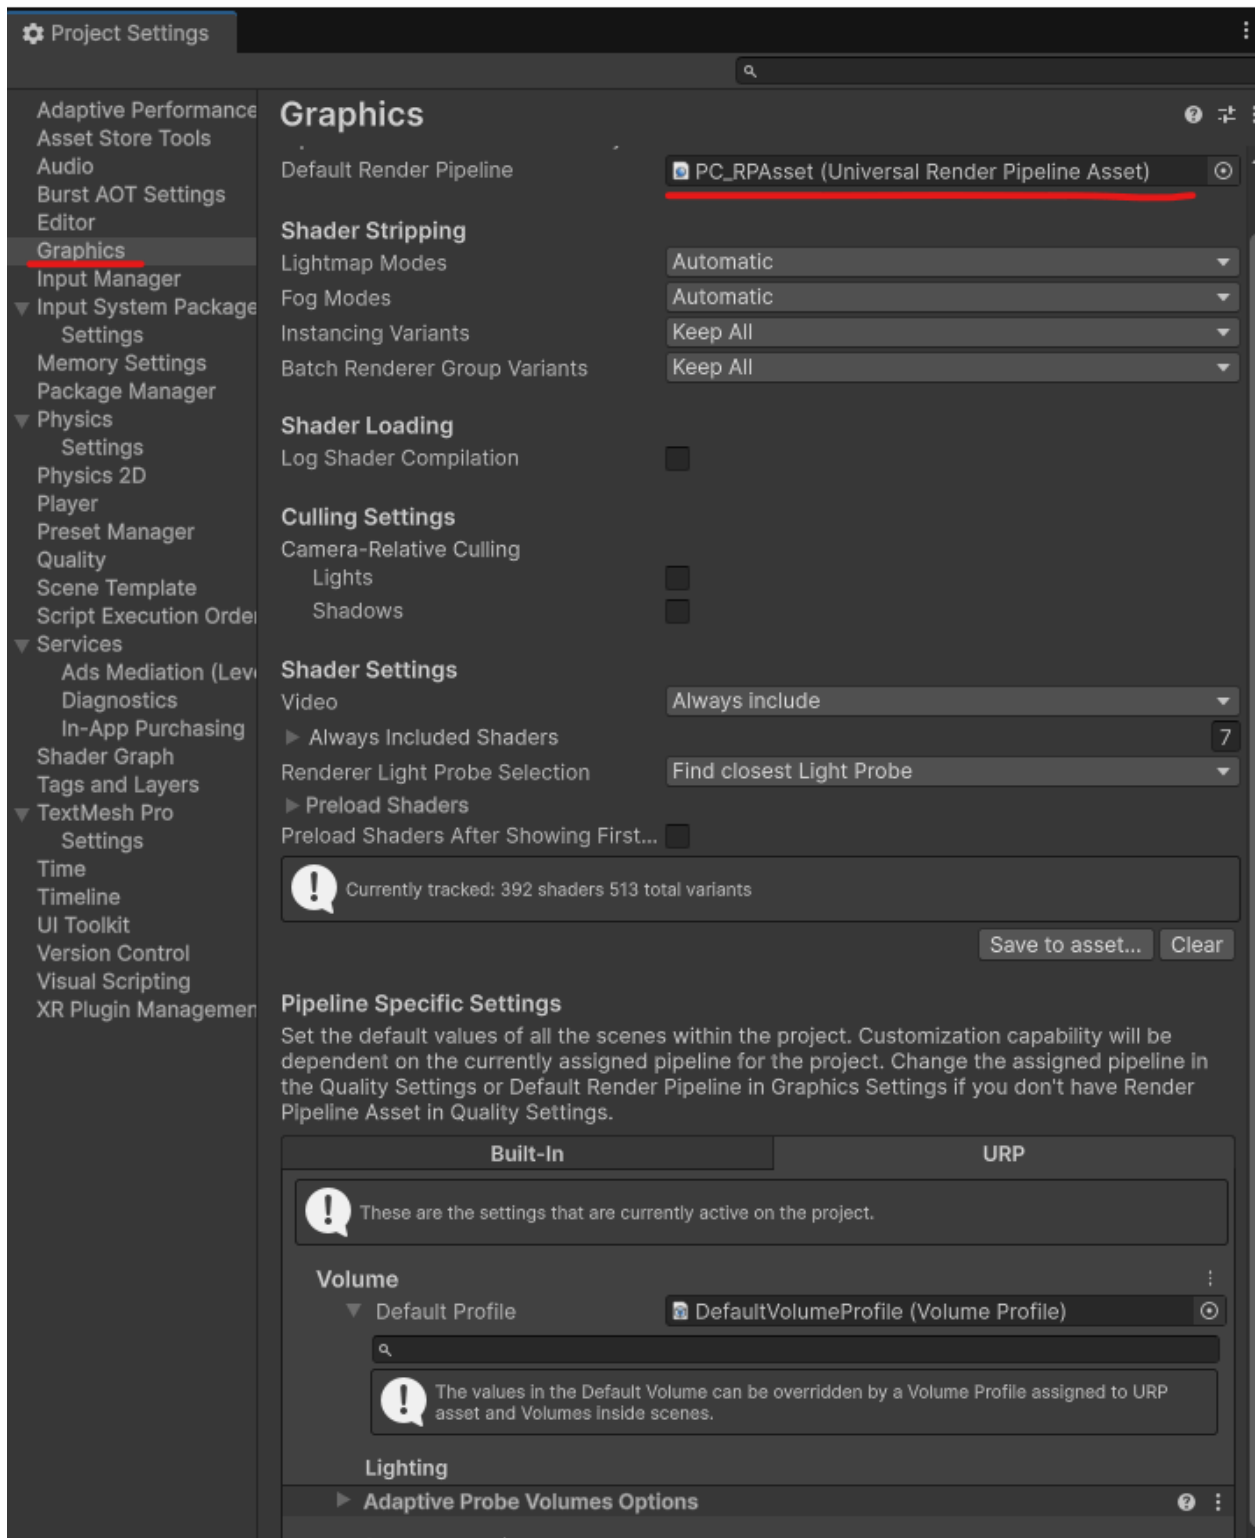 Project Settings
Adaptive Performance
Asset Store Tools
Audio
Burst AOT Settings
Editor
Graphics
Input Manager
Input System Package
Settings
Memory Settings
Package Manager
Physics
Settings
Physics 2D
Player
Preset Manager
Quality
Scene Template
Script Execution Order
Services
Ads Mediation (Leve
Diagnostics
In-App Purchasing
Shader Graph
Tags and Layers
TextMesh Pro
Settings
Time
Timeline
UI Toolkit
Version Control
Visual Scripting
XR Plugin Managemen
Graphics
Default Render Pipeline PC_RPAsset (Universal Render Pipeline Asset)
Shader Stripping
Lightmap Modes Automatic
Fog Modes Automatic
Instancing Variants Keep All
Batch Renderer Group Variants Keep All
Shader Loading
Log Shader Compilation
Culling Settings
Camera-Relative Culling
Lights
Shadows
Shader Settings
Video Always include
Always Included Shaders 7
Renderer Light Probe Selection Find closest Light Probe
Preload Shaders
Preload Shaders After Showing First...
Currently tracked: 392 shaders 513 total variants
Save to asset... Clear
Pipeline Specific Settings
Set the default values of all the scenes within the project. Customization capability will be
dependent on the currently assigned pipeline for the project. Change the assigned pipeline in
the Quality Settings or Default Render Pipeline in Graphics Settings if you don't have Render
Pipeline Asset in Quality Settings.
Built-In URP
These are the settings that are currently active on the project.
Volume
Default Profile DefaultVolumeProfile (Volume Profile)
The values in the Default Volume can be overridden by a Volume Profile assigned to URP
asset and Volumes inside scenes.
Lighting
Adaptive Probe Volumes Options